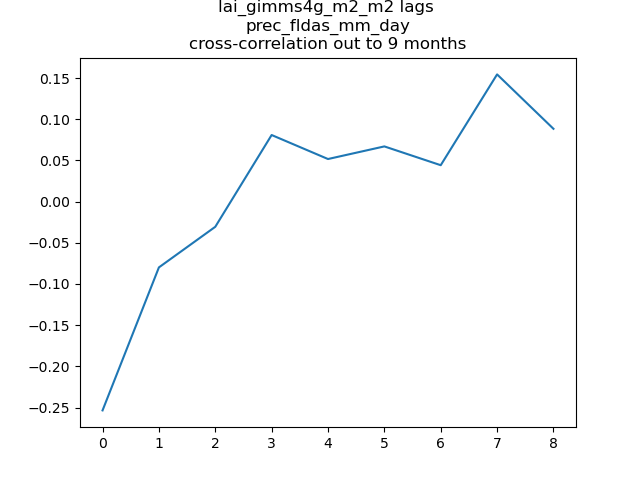 lai_gimms4g_m2_m2 lags
prec_fldas_mm_day
cross-correlation out to 9 months
0.15
0.10
0.05
0.00
−0.05
−0.10
−0.15
−0.20
−0.25
0 1 2 3 4 5 6 7 8